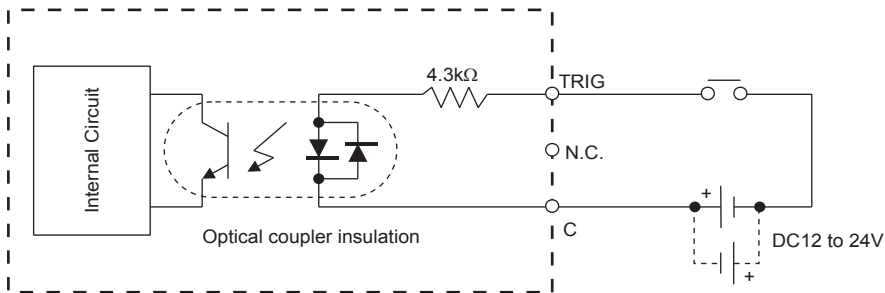 4.3kΩ
TRIG
Internal Circuit
N.C.
+
C
Optical coupler insulation
DC12 to 24V
+